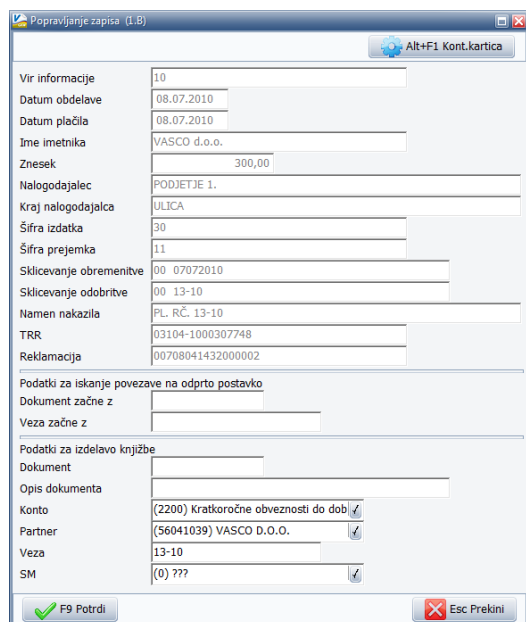 Popravljanje zapisa (1.B)
Alt+F1 Kont.kartica
Vir informacije 10
Datum obdelave 08.07.2010
Datum plačila 08.07.2010
Ime imetnika VASCO d.o.o.
Znesek 300,00
Nalogodajalec PODJETJE 1.
Kraj nalogodajalca ULICA
Šifra izdatka 30
Šifra prejemka 11
Sklicevanje obremenitve 00 07072010
Sklicevanje odobritve 00 13-10
Namen nakazila PL. RČ. 13-10
TRR 03104-1000307748
Reklamacija 00708041432000002
Podatki za iskanje povezave na odprto postavko
Dokument začne z
Veza začne z
Podatki za izdelavo knjižbe
Dokument
Opis dokumenta
Konto (2200) Kratkoročne obveznosti do dob
Partner (56041039) VASCO D.O.O.
Veza 13-10
SM (0) ???
F9 Potrdi Esc Prekini